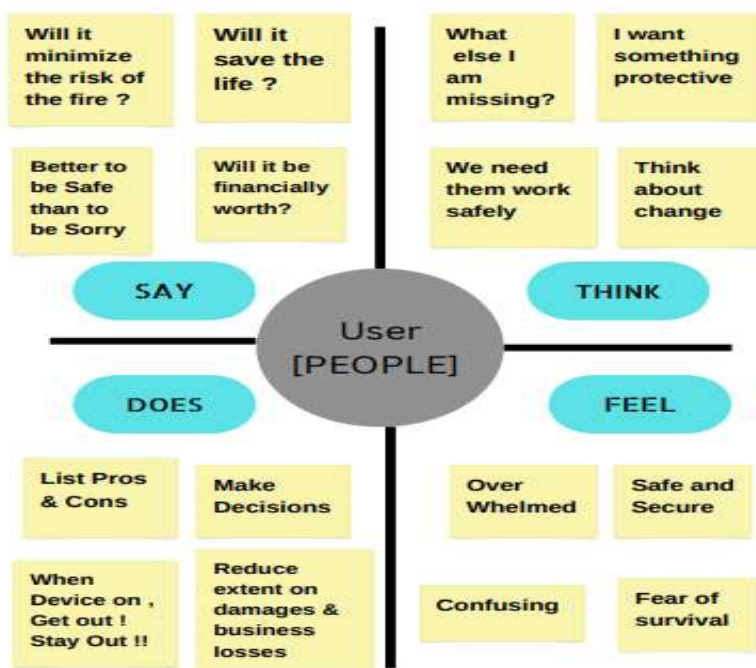 Will it
minimize
the risk of
the fire ?
Will it
save the
life ?
Better to
be Safe
than to
be Sorry
Will it be
financially
worth?
SAY
What
else I
am
missing?
I want
something
protective
We need
them work
safely
Think
about
change
THINK
User
[PEOPLE]
DOES
List Pros
& Cons
Make
Decisions
When
Device on ,
Get out !
Stay Out !!
Reduce
extent on
damages &
business
losses
FEEL
Over
Whelmed
Safe and
Secure
Confusing
Fear of
survival